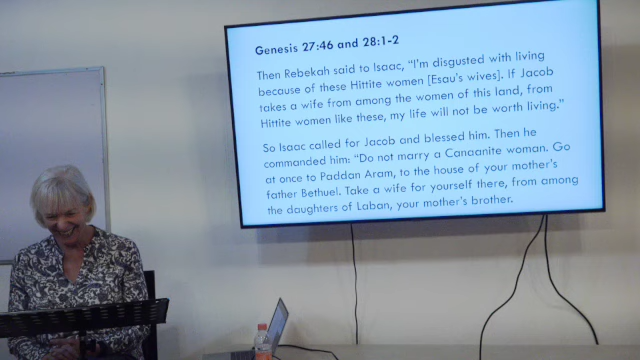 Genesis 27:46 and 28:1-2
Then Rebekah said to Isaac, “I’m disgusted with living
because of these Hittite women [Esau’s wives]. If Jacob
takes a wife from among the women of this land, from
Hittite women like these, my life will not be worth living.”
So Isaac called for Jacob and blessed him. Then he
commanded him: “Do not marry a Canaanite woman. Go
at once to Paddan Aram, to the house of your mother’s
father Bethuel. Take a wife for yourself there, from among
the daughters of Laban, your mother’s brother.